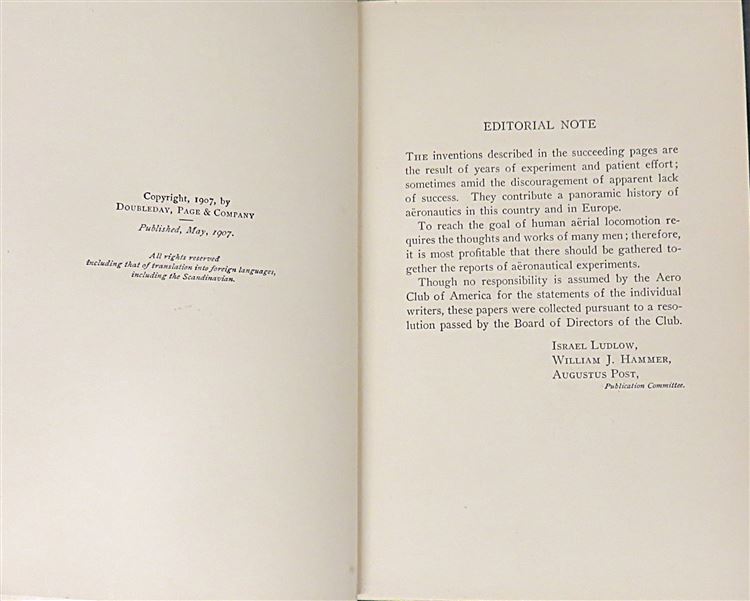 Copyright, 1907, by
Doubleday, Page & Company
Published, May, 1907.
All rights reserved
including that of translation into foreign languages,
including the Scandinavian.
EDITORIAL NOTE
The inventions described in the succeeding pages are
the result of years of experiment and patient effort;
sometimes amid the discouragement of apparent lack
of success. They contribute a panoramic history of
aëronautics in this country and in Europe.
To reach the goal of human aërial locomotion re-
quires the thoughts and works of many men; therefore,
it is most profitable that there should be gathered to-
gether the reports of aëronautical experiments.
Though no responsibility is assumed by the Aero
Club of America for the statements of the individual
writers, these papers were collected pursuant to a reso-
lution passed by the Board of Directors of the Club.
Israel Ludlow,
William J. Hammer,
Augustus Post,
Publication Committee.